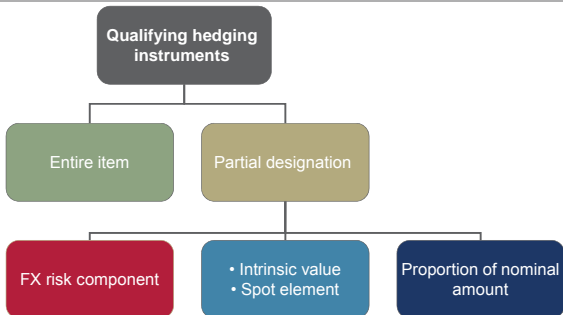 Qualifying hedging
instruments
Entire item
Partial designation
FX risk component
• Intrinsic value
• Spot element
Proportion of nominal
amount